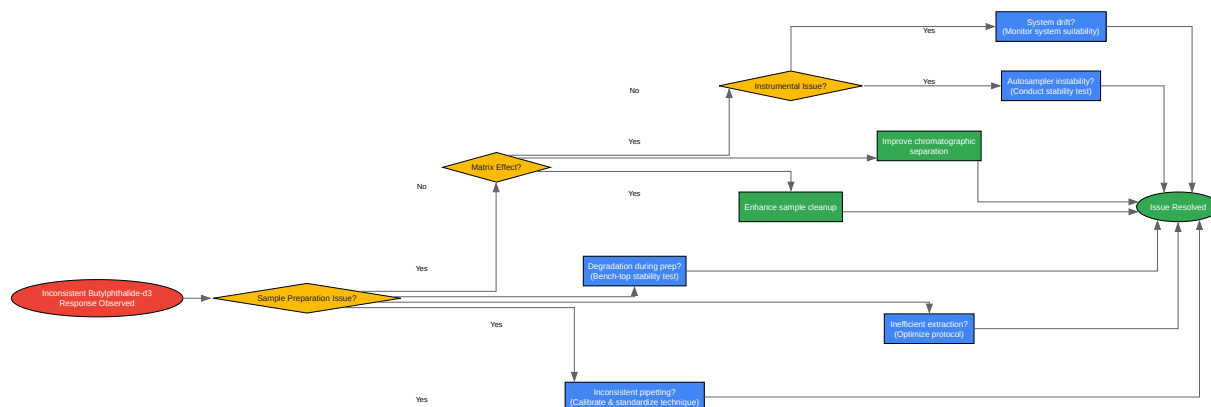 System drift?
(Monitor system suitability)
Yes
Instrumental Issue?
Yes
Autosampler instability?
(Conduct stability test)
No
Yes
Improve chromatographic
separation
Matrix Effect?
No
Yes
Enhance sample cleanup
Issue Resolved
Yes
Degradation during prep?
(Bench-top stability test)
Inconsistent Butylphthalide-d3
Response Observed
Sample Preparation Issue?
Yes
Inefficient extraction?
(Optimize protocol)
Yes
Inconsistent pipetting?
(Calibrate & standardize technique)